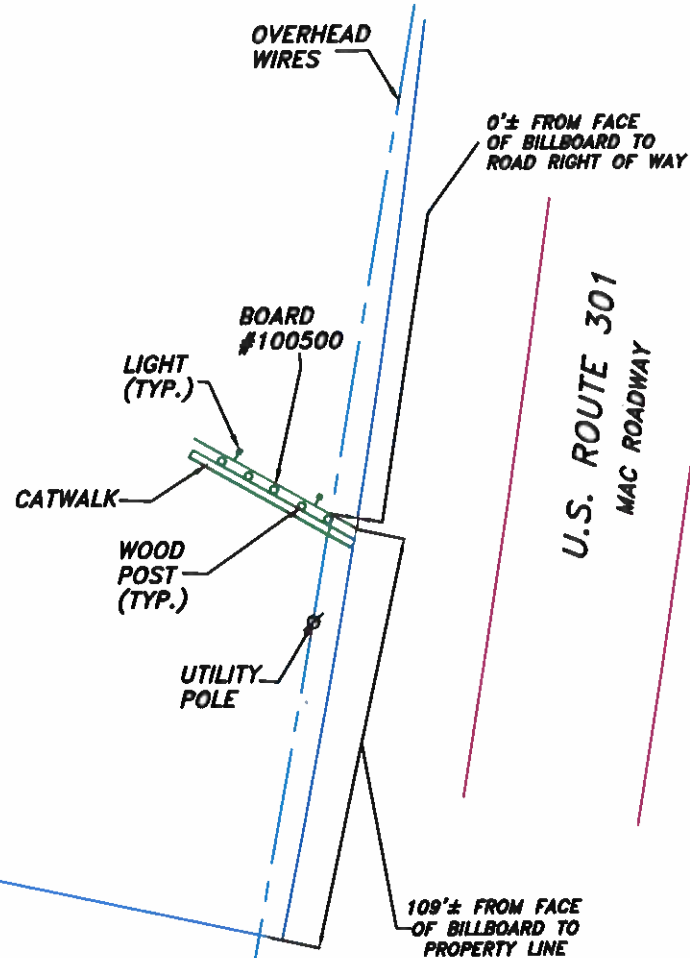 OVERHEAD
WIRES
0'± FROM FACE
OF BILLBOARD TO
ROAD RIGHT OF WAY
BOARD
#100500
LIGHT
(TYP.)
U.S. ROUTE 301
MAC ROADWAY
CATWALK
WOOD
POST
(TYP.)
UTILITY
POLE
109'± FROM FACE
OF BILLBOARD TO
PROPERTY LINE